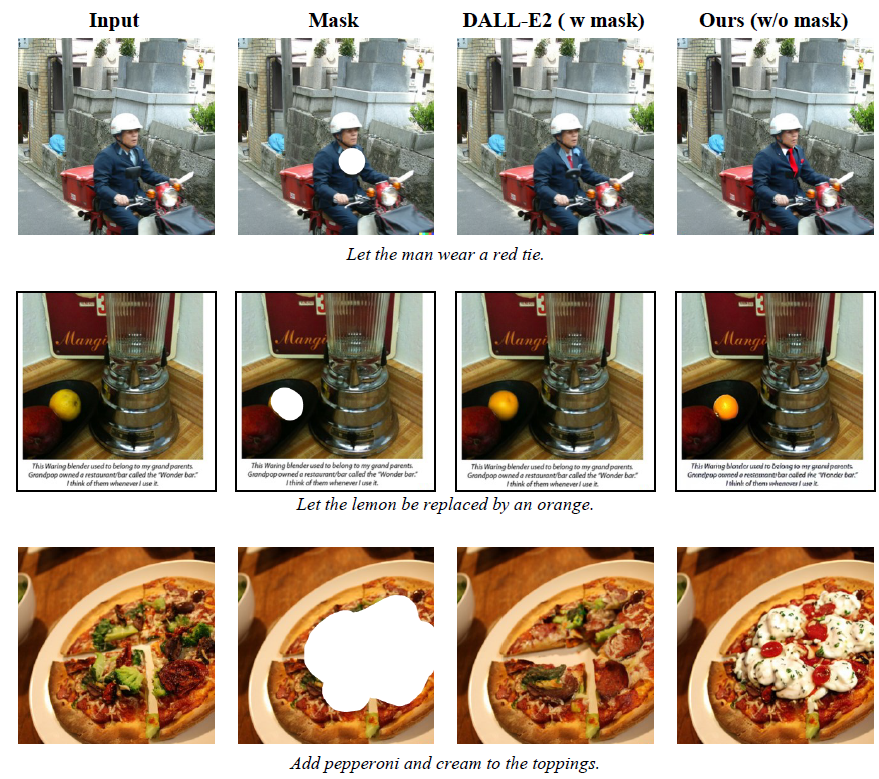 Input Mask DALL-E2 ( w mask) Ours (w/o mask)
Let the man wear a red tie.
3 3 3 3
Mangi Mangi Mangi Mangi
This Waring blender used to belong to my grand parents.
Grandpop owned a restaurant/bar called the "Wonder bar."
I think of them whenever I use it.
This Waring blender used to belong to my grand parents.
Grandpop owned a restaurant/bar called the "Wonder bar."
I think of them whenever I use it.
This Waring blender used to belong to my grand parents.
Grandpop owned a restaurant/bar called the "Wonder bar."
I think of them whenever I use it.
This Waring blender used to belong to my grand parents.
Grandpop owned a restaurant/bar called the "Wonder bar."
I think of them whenever I use it.
Let the lemon be replaced by an orange.
Add pepperoni and cream to the toppings.